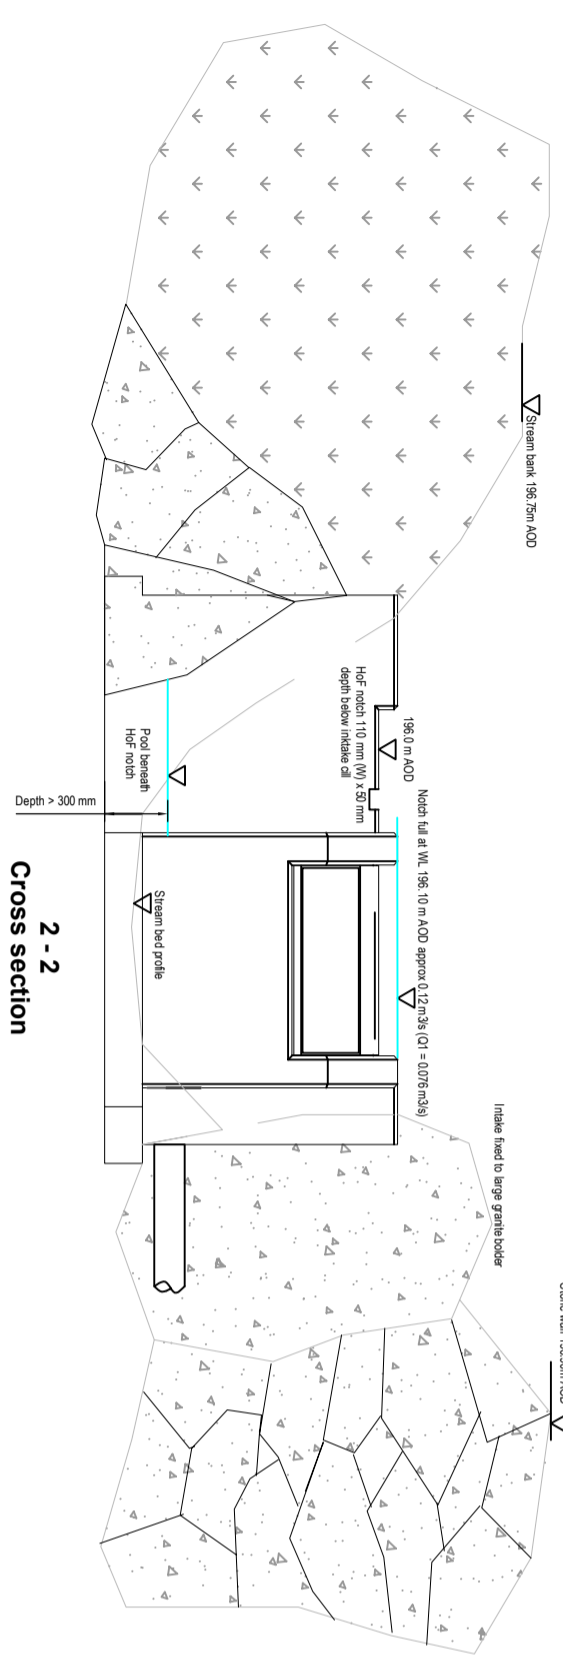 Stream bank 196.75m AOD
196.0 m AOD
Notch full at WL 196.10 m AOD approx 0.12 m3/s (Q1 = 0.076 m3/s)
HoF notch 110 mm (W) x 50 mm
depth below inktake cill
Pool beneath
HoF notch
Depth > 300 mm
Stream bed profile
Intake fixed to large granite bolder
2 - 2
Cross section